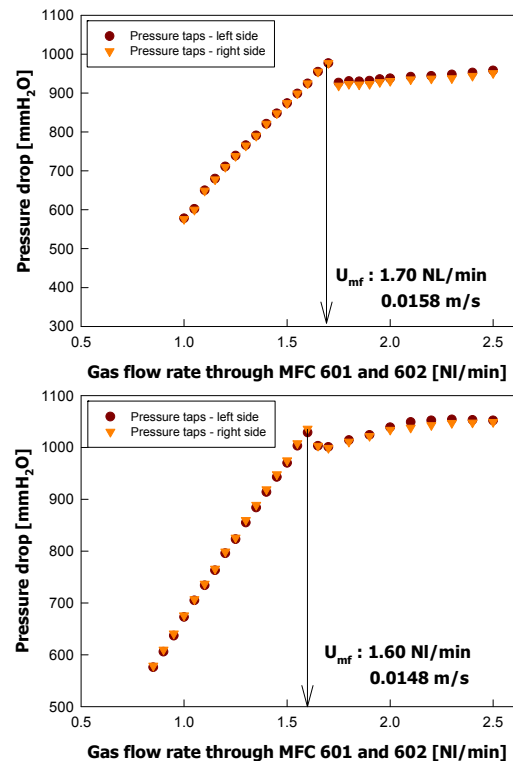 1100
1000
900
800
700
600
500
400
300
Pressure drop [mmH2O]
Pressure taps - left side
Pressure taps - right side
Umf : 1.70 NL/min
0.0158 m/s
0.5 1.0 1.5 2.0 2.5
Gas flow rate through MFC 601 and 602 [Nl/min]
1100
1000
900
800
700
600
500
Pressure drop [mmH2O]
Pressure taps - left side
Pressure taps - right side
Umf : 1.60 Nl/min
0.0148 m/s
0.5 1.0 1.5 2.0 2.5
Gas flow rate through MFC 601 and 602 [Nl/min]